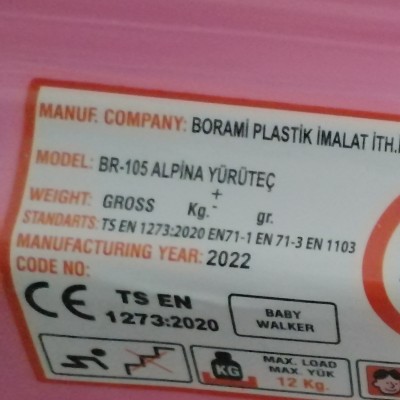 MANUF. COMPANY: BORAMİ PLASTİK İMALAT İTH.
MODEL: BR-105 ALPİNA YÜRÜTEÇ
WEIGHT: GROSS Kg. +- gr.
STANDARTS: TS EN 1273:2020 EN71-1 EN 71-3 EN 1103
MANUFACTURING YEAR: 2022
CODE NO:
CE TS EN 1273:2020
BABY WALKER
KG
MAX. LOAD
MAX. YÜK
12 Kg.